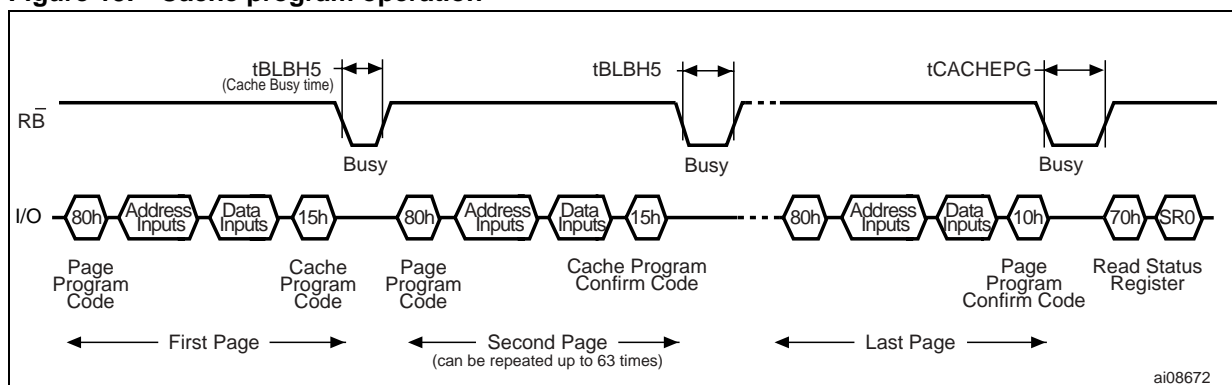 Figure 13. Cache program operation
tBLBH5
(Cache Busy time)
tBLBH5
tCACHEPG
RB
Busy
Busy
Busy
I/O
80h
Address
Inputs
Data
Inputs
15h
80h
Address
Inputs
Data
Inputs
15h
80h
Address
Inputs
Data
Inputs
10h
70h
SR0
Page
Program
Code
Cache
Program
Code
Page
Program
Code
Cache Program
Confirm Code
Page
Program
Confirm Code
Read Status
Register
First Page
Second Page
(can be repeated up to 63 times)
Last Page
ai08672